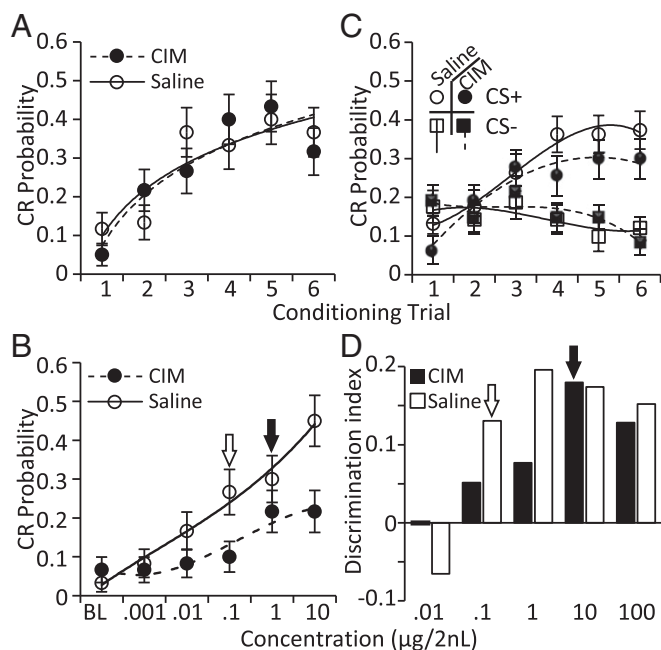 A
0.6
0.5
0.4
0.3
0.2
0.1
0
CR Probability
CIM
Saline
1 2 3 4 5 6
C
0.6
0.5
0.4
0.3
0.2
0.1
0
CR Probability
Saline
CIM
CS+
CS-
1 2 3 4 5 6
Conditioning Trial
B
0.6
0.5
0.4
0.3
0.2
0.1
0
CR Probability
CIM
Saline
BL .001 .01 .1 1 10
D
0.2
0.1
0
-0.1
Discrimination index
CIM
Saline
.01 .1 1 10 100
Concentration (µg/2nL)